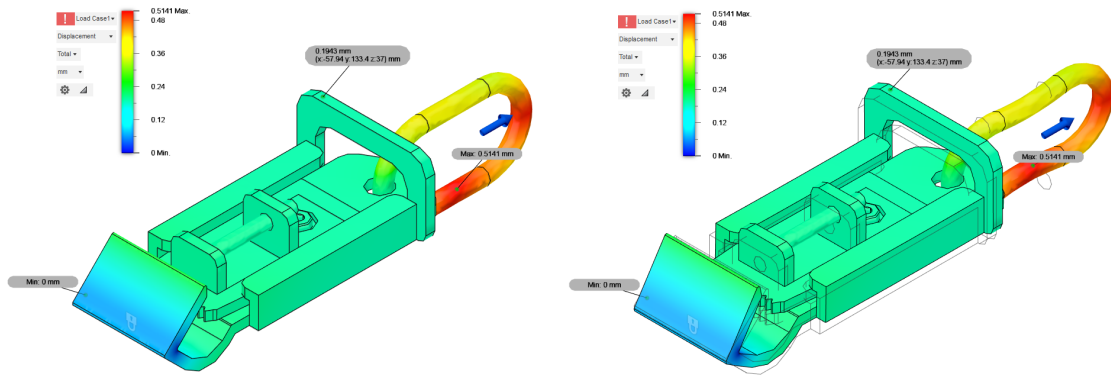 ! Load Case1
Displacement
Total
mm
0.5141 Max.
0.48
0.36
0.24
0.12
0 Min.
0.1943 mm
(x:-57.94 y:133.4 z:37) mm
Max: 0.5141 mm
Min: 0 mm
! Load Case1
Displacement
Total
mm
0.5141 Max.
0.48
0.36
0.24
0.12
0 Min.
0.1943 mm
(x:-57.94 y:133.4 z:37) mm
Max: 0.5141 mm
Min: 0 mm